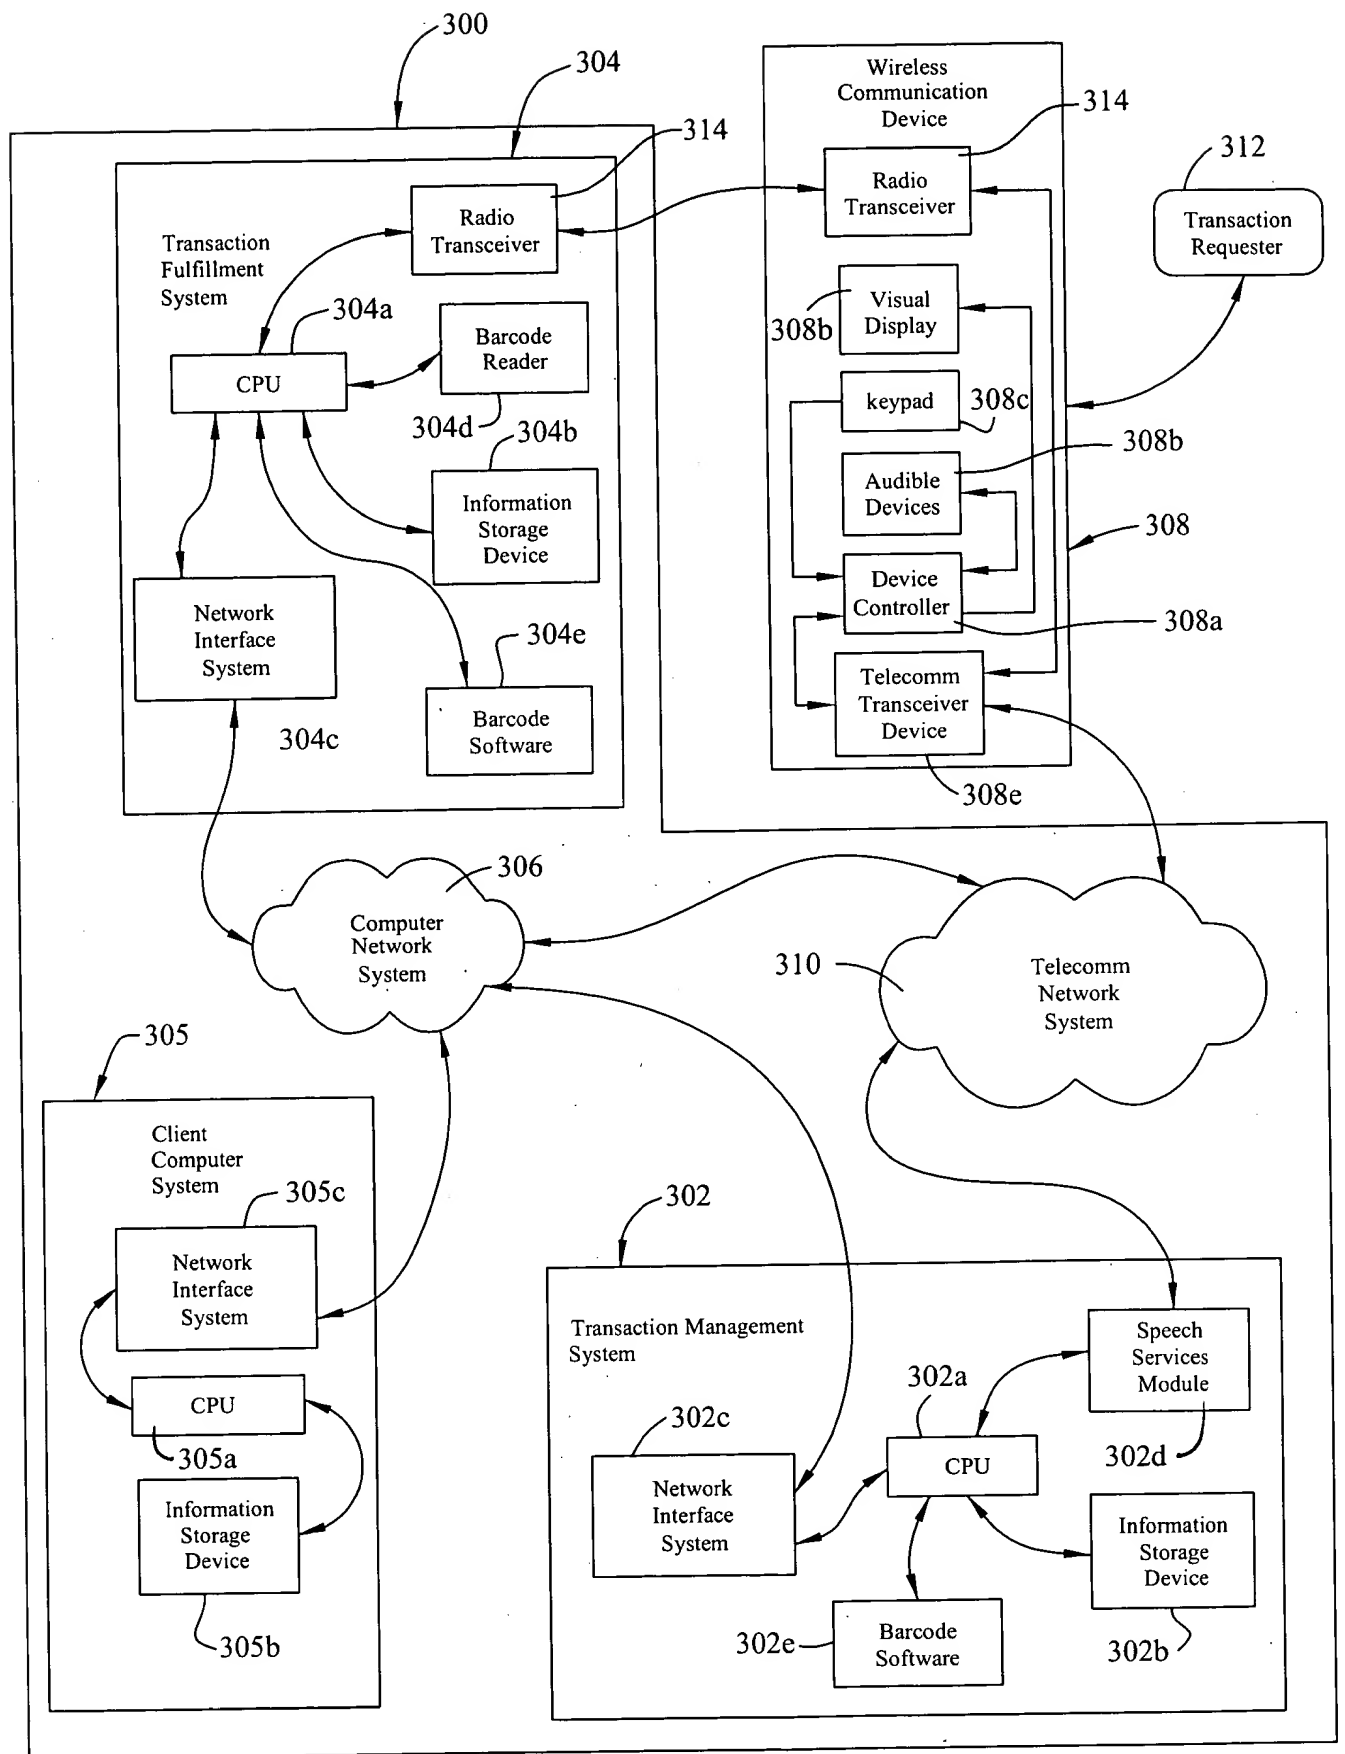 300
304
314
Radio
Transceiver
Transaction
Fulfillment
System
304a
CPU
Barcode
Reader
304d
304b
Information
Storage
Device
Network
Interface
System
304c
304e
Barcode
Software
Wireless
Communication
Device
314
Radio
Transceiver
312
Transaction
Requester
308b
Visual
Display
keypad
308c
308b
Audible
Devices
308
Device
Controller
308a
Telecomm
Transceiver
Device
308e
306
Computer
Network
System
310
Telecomm
Network
System
305
Client
Computer
System
305c
Network
Interface
System
CPU
305a
Information
Storage
Device
305b
302
Transaction Management
System
Speech
Services
Module
302d
302a
CPU
302c
Network
Interface
System
Information
Storage
Device
302b
302e
Barcode
Software